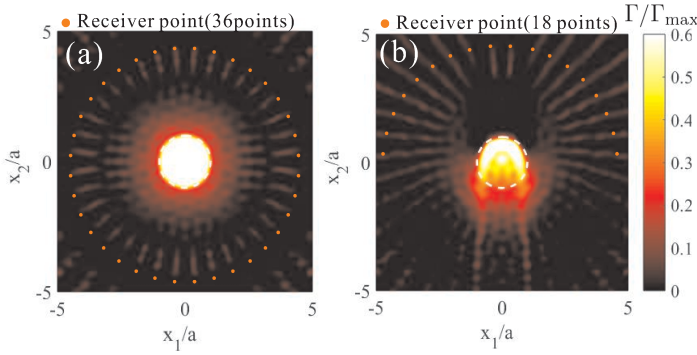 Receiver point(36points)
Receiver point(18 points)
Γ/Γmax
(a)
(b)
5
0
-5
x2/a
-5
0
5
x1/a
5
0
-5
x2/a
-5
0
5
x1/a
0.6
0.5
0.4
0.3
0.2
0.1
0